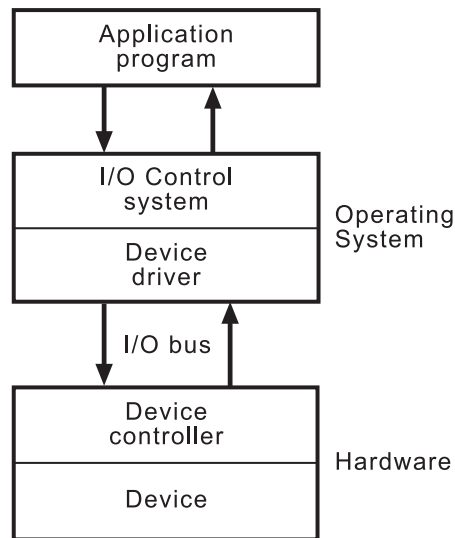 Application
program
I/O Control
system
Operating
System
Device
driver
I/O bus
Device
controller
Hardware
Device